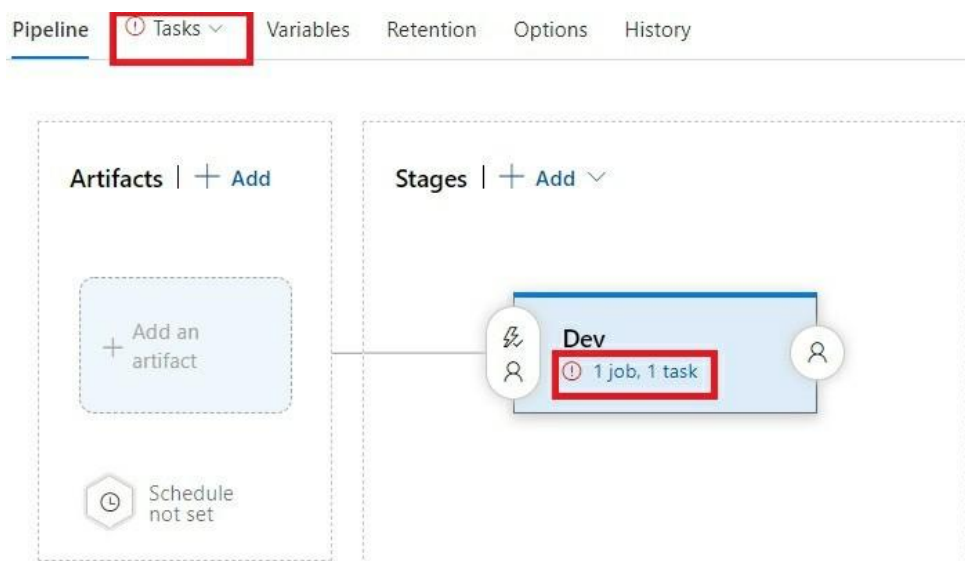 Pipeline Tasks Variables Retention Options History
Artifacts | + Add
Stages | + Add
+ Add an
artifact
Dev
1 job, 1 task
Schedule
not set